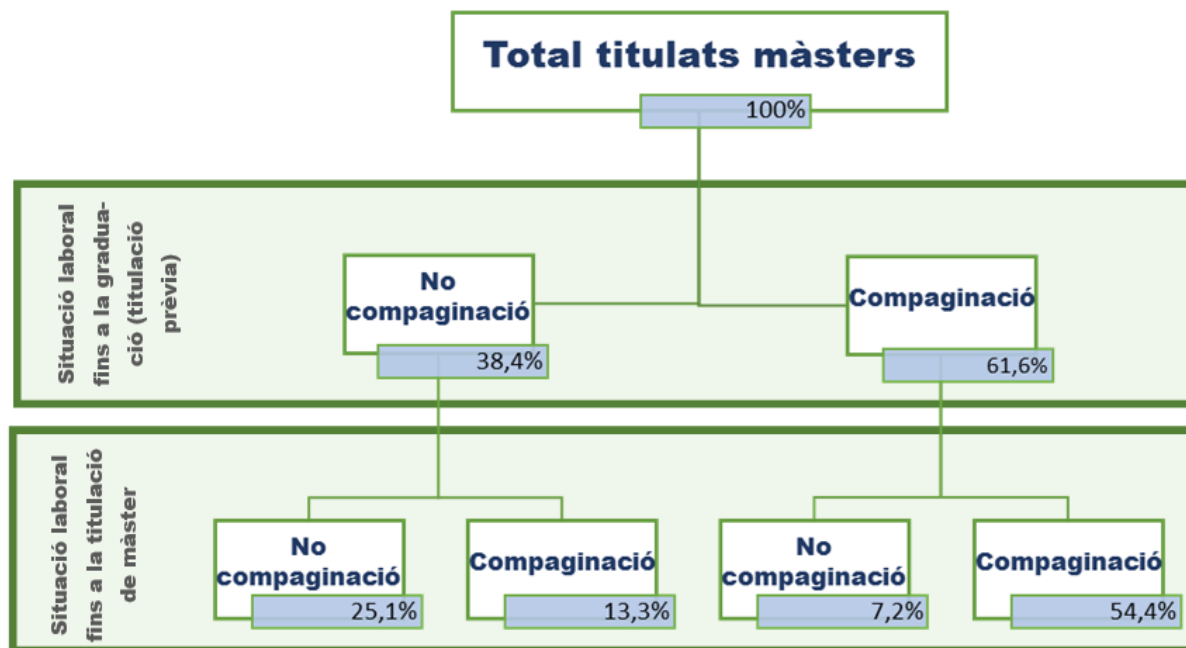 Total titulats màsters
100%
Situació laboral
fins a la gradua-
ció (titulació
prèvia)
No
compaginació
38,4%
Compaginació
61,6%
Situació laboral
fins a la titulació
de màster
No
compaginació
25,1%
Compaginació
13,3%
No
compaginació
7,2%
Compaginació
54,4%